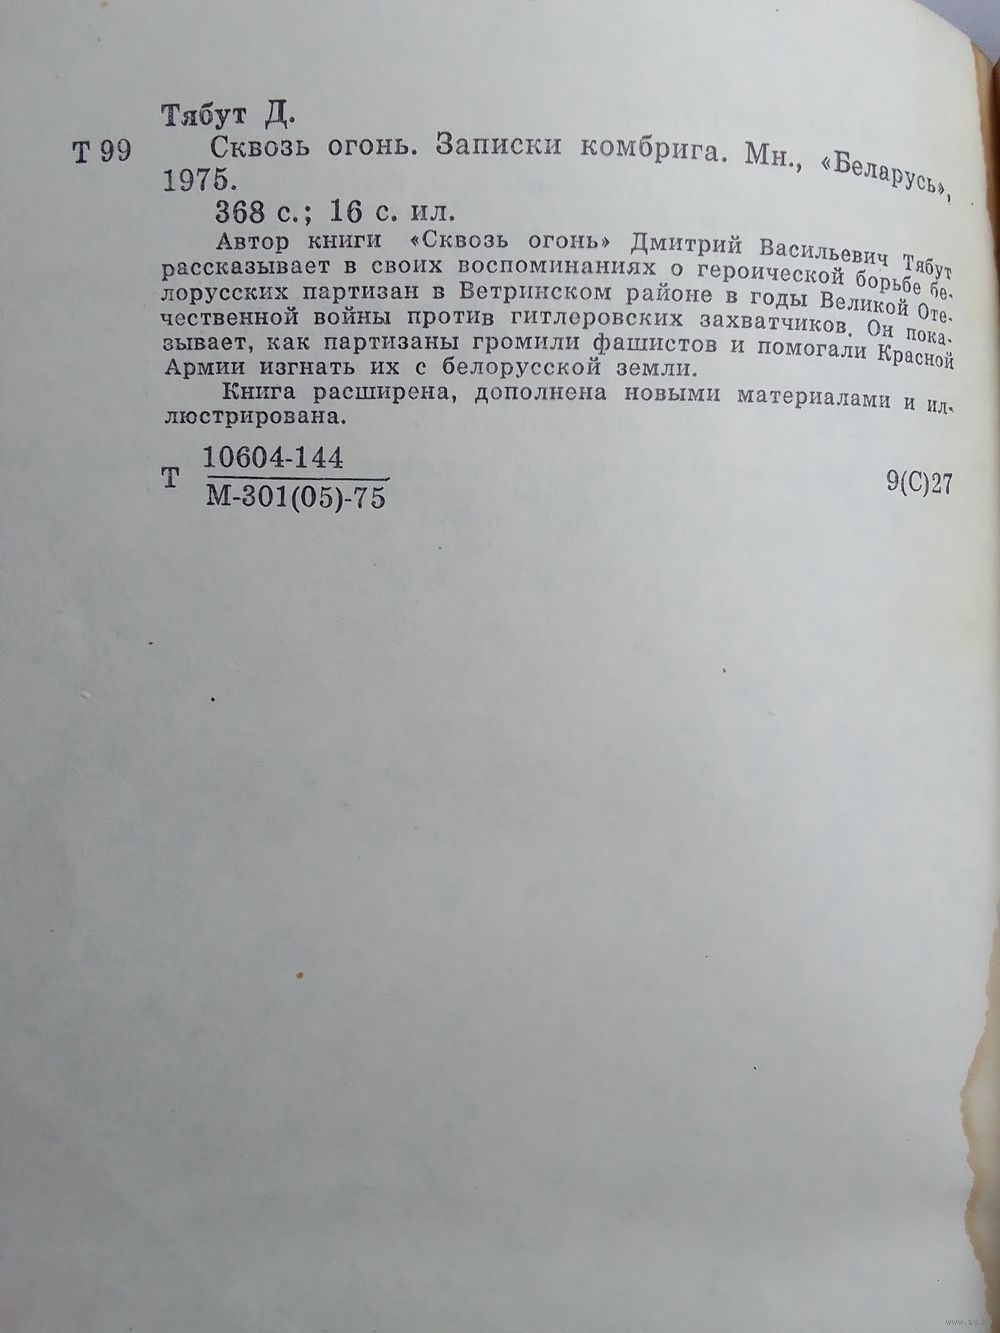 Тябут Д.
Т 99 Сквозь огонь. Записки комбрига. Мн., «Беларусь»,
1975.
368 с.; 16 с. ил.
Автор книги «Сквозь огонь» Дмитрий Васильевич Тябут
рассказывает в своих воспоминаниях о героической борьбе бе-
лорусских партизан в Ветринском районе в годы Великой Оте-
чественной войны против гитлеровских захватчиков. Он пока-
зывает, как партизаны громили фашистов и помогали Красной
Армии изгнать их с белорусской земли.
Книга расширена, дополнена новыми материалами и ил-
люстрирована.
10604-144
Т
М-301(05)-75
9(С)27